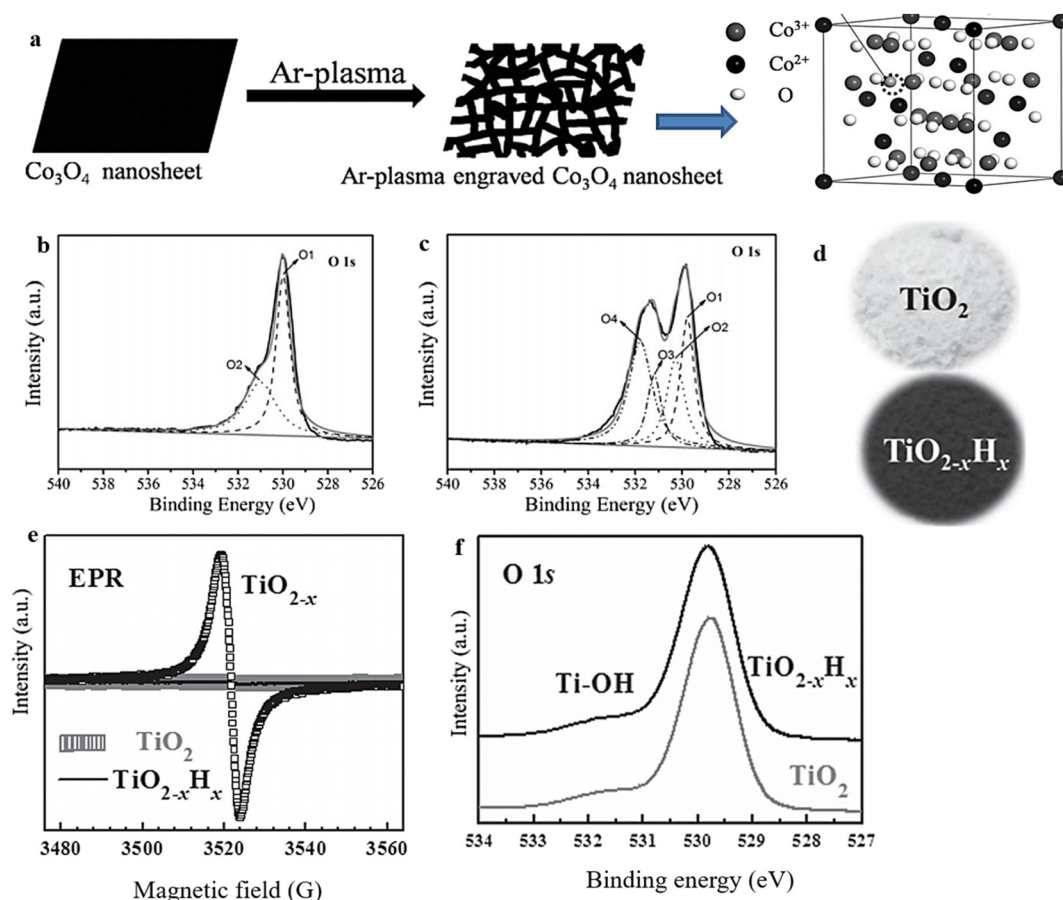 a
Ar-plasma
Co₃O₄ nanosheet
Ar-plasma engraved Co₃O₄ nanosheet
Co³⁺
Co²⁺
O
b
O 1s
O1
O2
Intensity (a.u.)
540 538 536 534 532 530 528 526
Binding Energy (eV)
c
O 1s
O1
O2
O3
O4
Intensity (a.u.)
540 538 536 534 532 530 528 526
Binding Energy (eV)
d
TiO₂
TiO₂₋ₓHₓ
e
EPR
TiO₂₋ₓ
TiO₂
TiO₂₋ₓHₓ
Intensity (a.u.)
3480 3500 3520 3540 3560
Magnetic field (G)
f
O 1s
Ti-OH
TiO₂₋ₓHₓ
TiO₂
Intensity (a.u.)
534 533 532 531 530 529 528 527
Binding energy (eV)